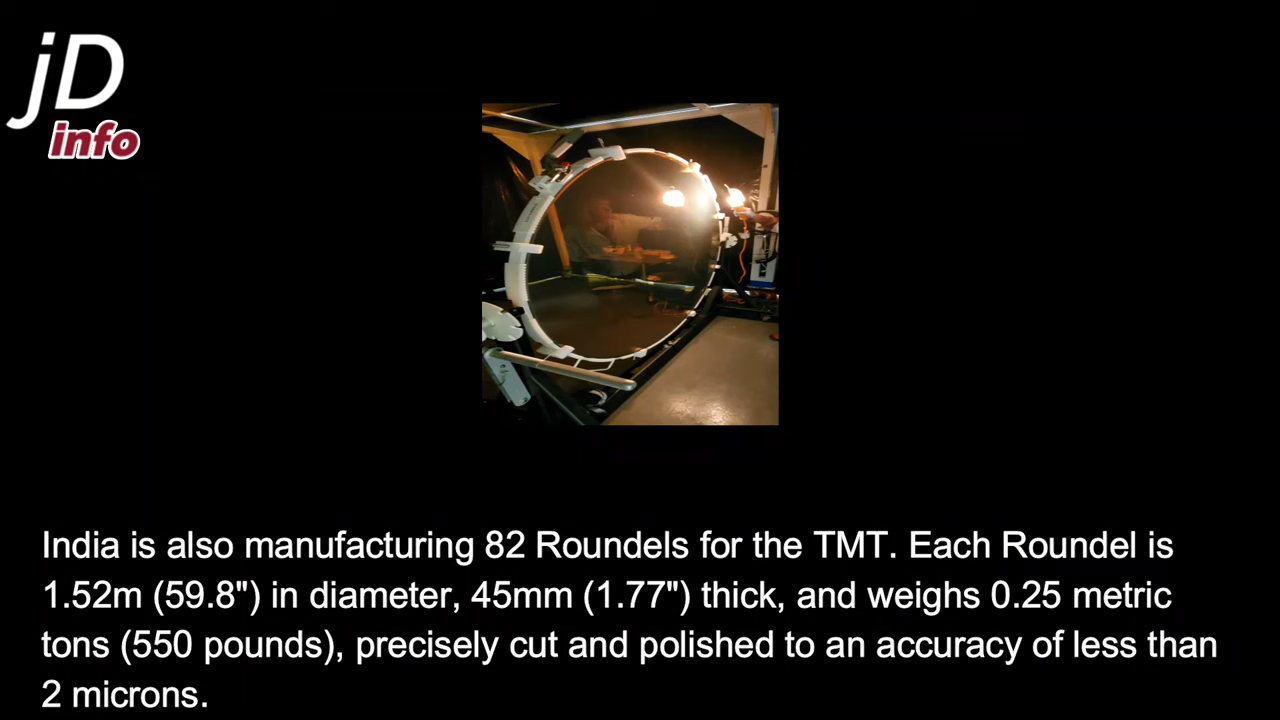 jD
info
India is also manufacturing 82 Roundels for the TMT. Each Roundel is
1.52m (59.8") in diameter, 45mm (1.77") thick, and weighs 0.25 metric
tons (550 pounds), precisely cut and polished to an accuracy of less than
2 microns.